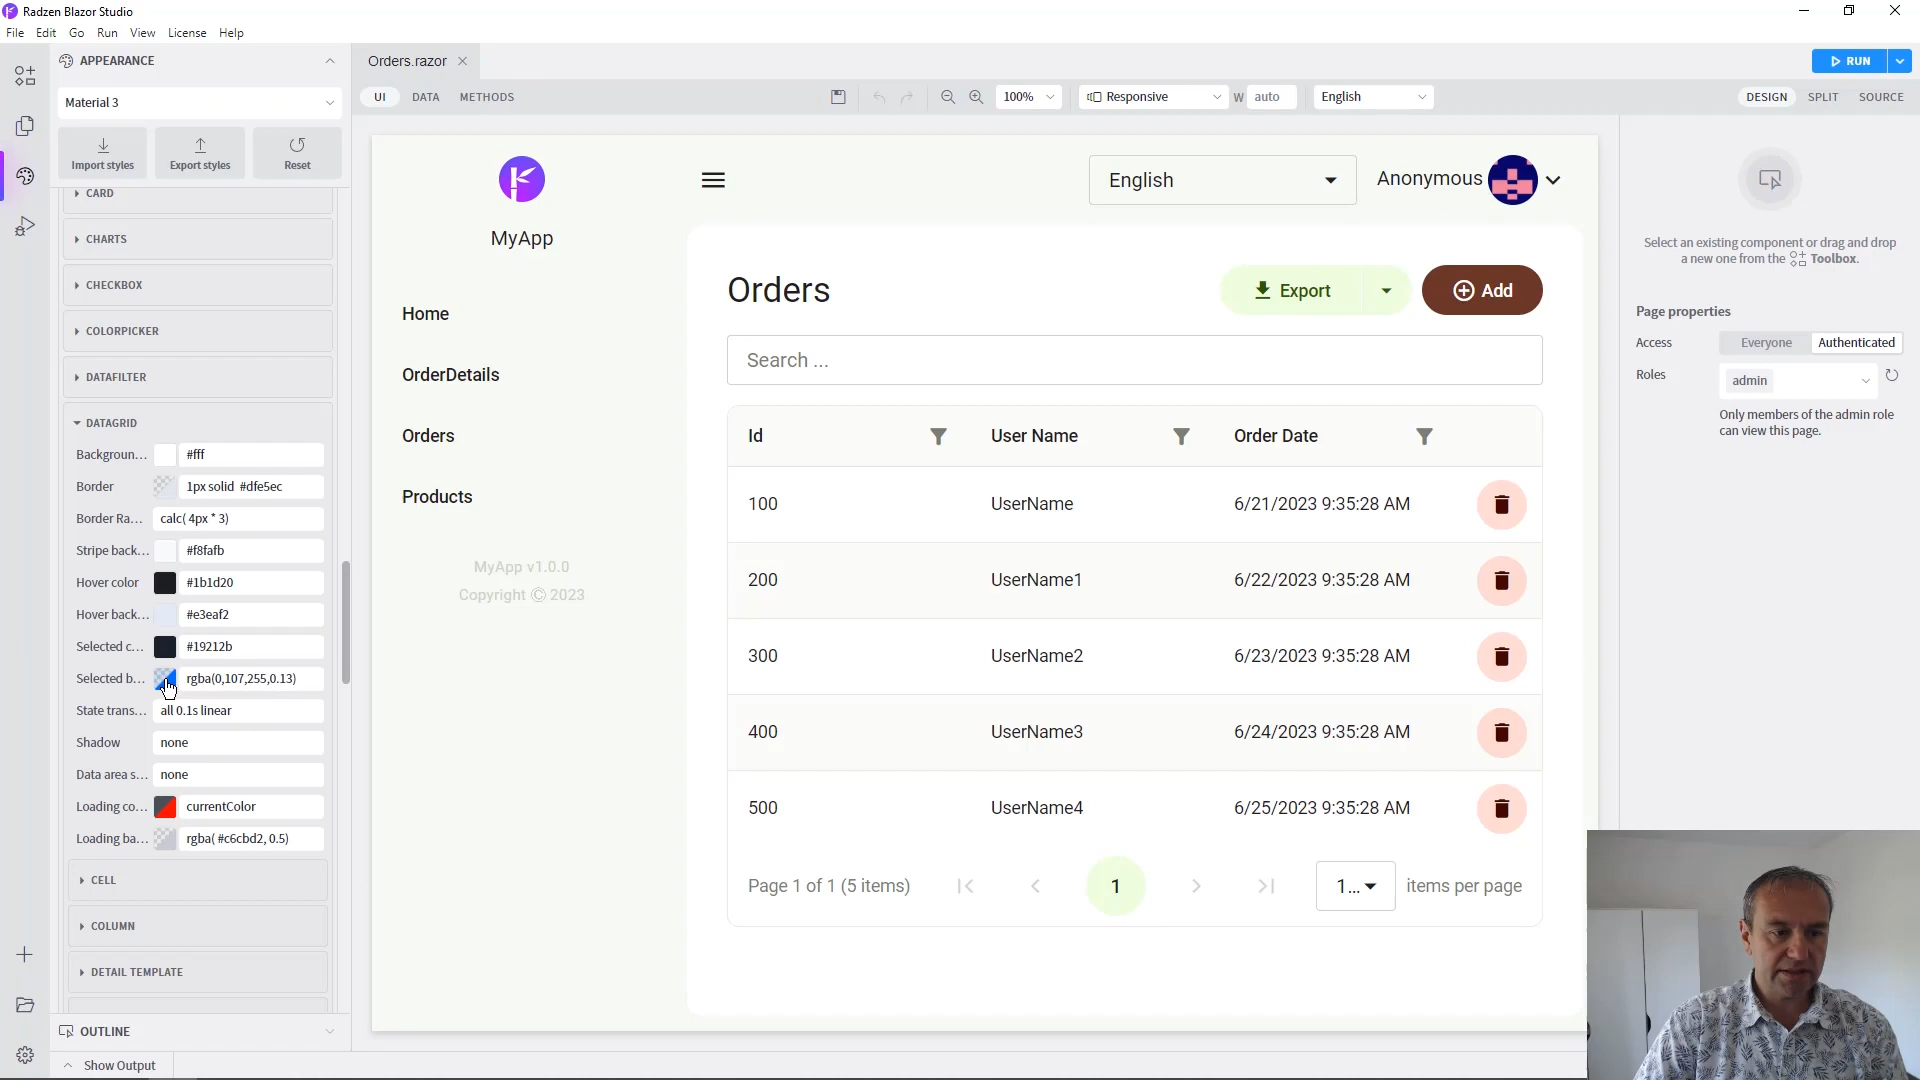 Radzen Blazor Studio
File Edit Go Run View License Help
APPEARANCE
Material 3
Import styles Export styles Reset
CARD
CHARTS
CHECKBOX
COLORPICKER
DATAFILTER
DATAGRID
Backgroun... #fff
Border 1px solid #dfe5ec
Border Ra... calc( 4px * 3)
Stripe back... #f8fafb
Hover color #1b1d20
Hover back... #e3eaf2
Selected c... #19212b
Selected b... rgba(0,107,255,0.13)
State trans... all 0.1s linear
Shadow none
Data area s... none
Loading co... currentColor
Loading ba... rgba( #c6cbd2, 0.5)
CELL
COLUMN
DETAIL TEMPLATE
OUTLINE
Show Output
Orders.razor
RUN
UI DATA METHODS
100% Responsive W auto English
DESIGN SPLIT SOURCE
MyApp
Home
OrderDetails
Orders
Products
MyApp v1.0.0
Copyright © 2023
English
Anonymous
Orders
Export
Add
Search ...
Id User Name Order Date
100 UserName 6/21/2023 9:35:28 AM
200 UserName1 6/22/2023 9:35:28 AM
300 UserName2 6/23/2023 9:35:28 AM
400 UserName3 6/24/2023 9:35:28 AM
500 UserName4 6/25/2023 9:35:28 AM
Page 1 of 1 (5 items) 1 1... items per page
Select an existing component or drag and drop
a new one from the Toolbox.
Page properties
Access Everyone Authenticated
Roles admin
Only members of the admin role
can view this page.